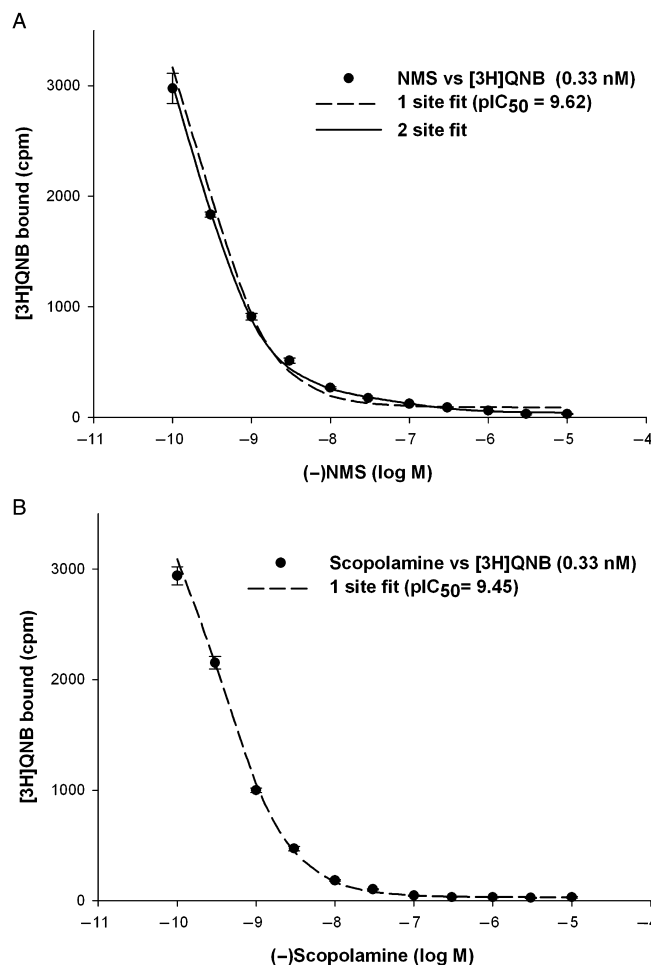 A
NMS vs [3H]QNB (0.33 nM)
1 site fit (pIC50 = 9.62)
2 site fit
[3H]QNB bound (cpm)
3000
2000
1000
0
−11 −10 −9 −8 −7 −6 −5 −4
(−)NMS (log M)
B
Scopolamine vs [3H]QNB (0.33 nM)
1 site fit (pIC50= 9.45)
[3H]QNB bound (cpm)
3000
2000
1000
0
−11 −10 −9 −8 −7 −6 −5 −4
(−)Scopolamine (log M)